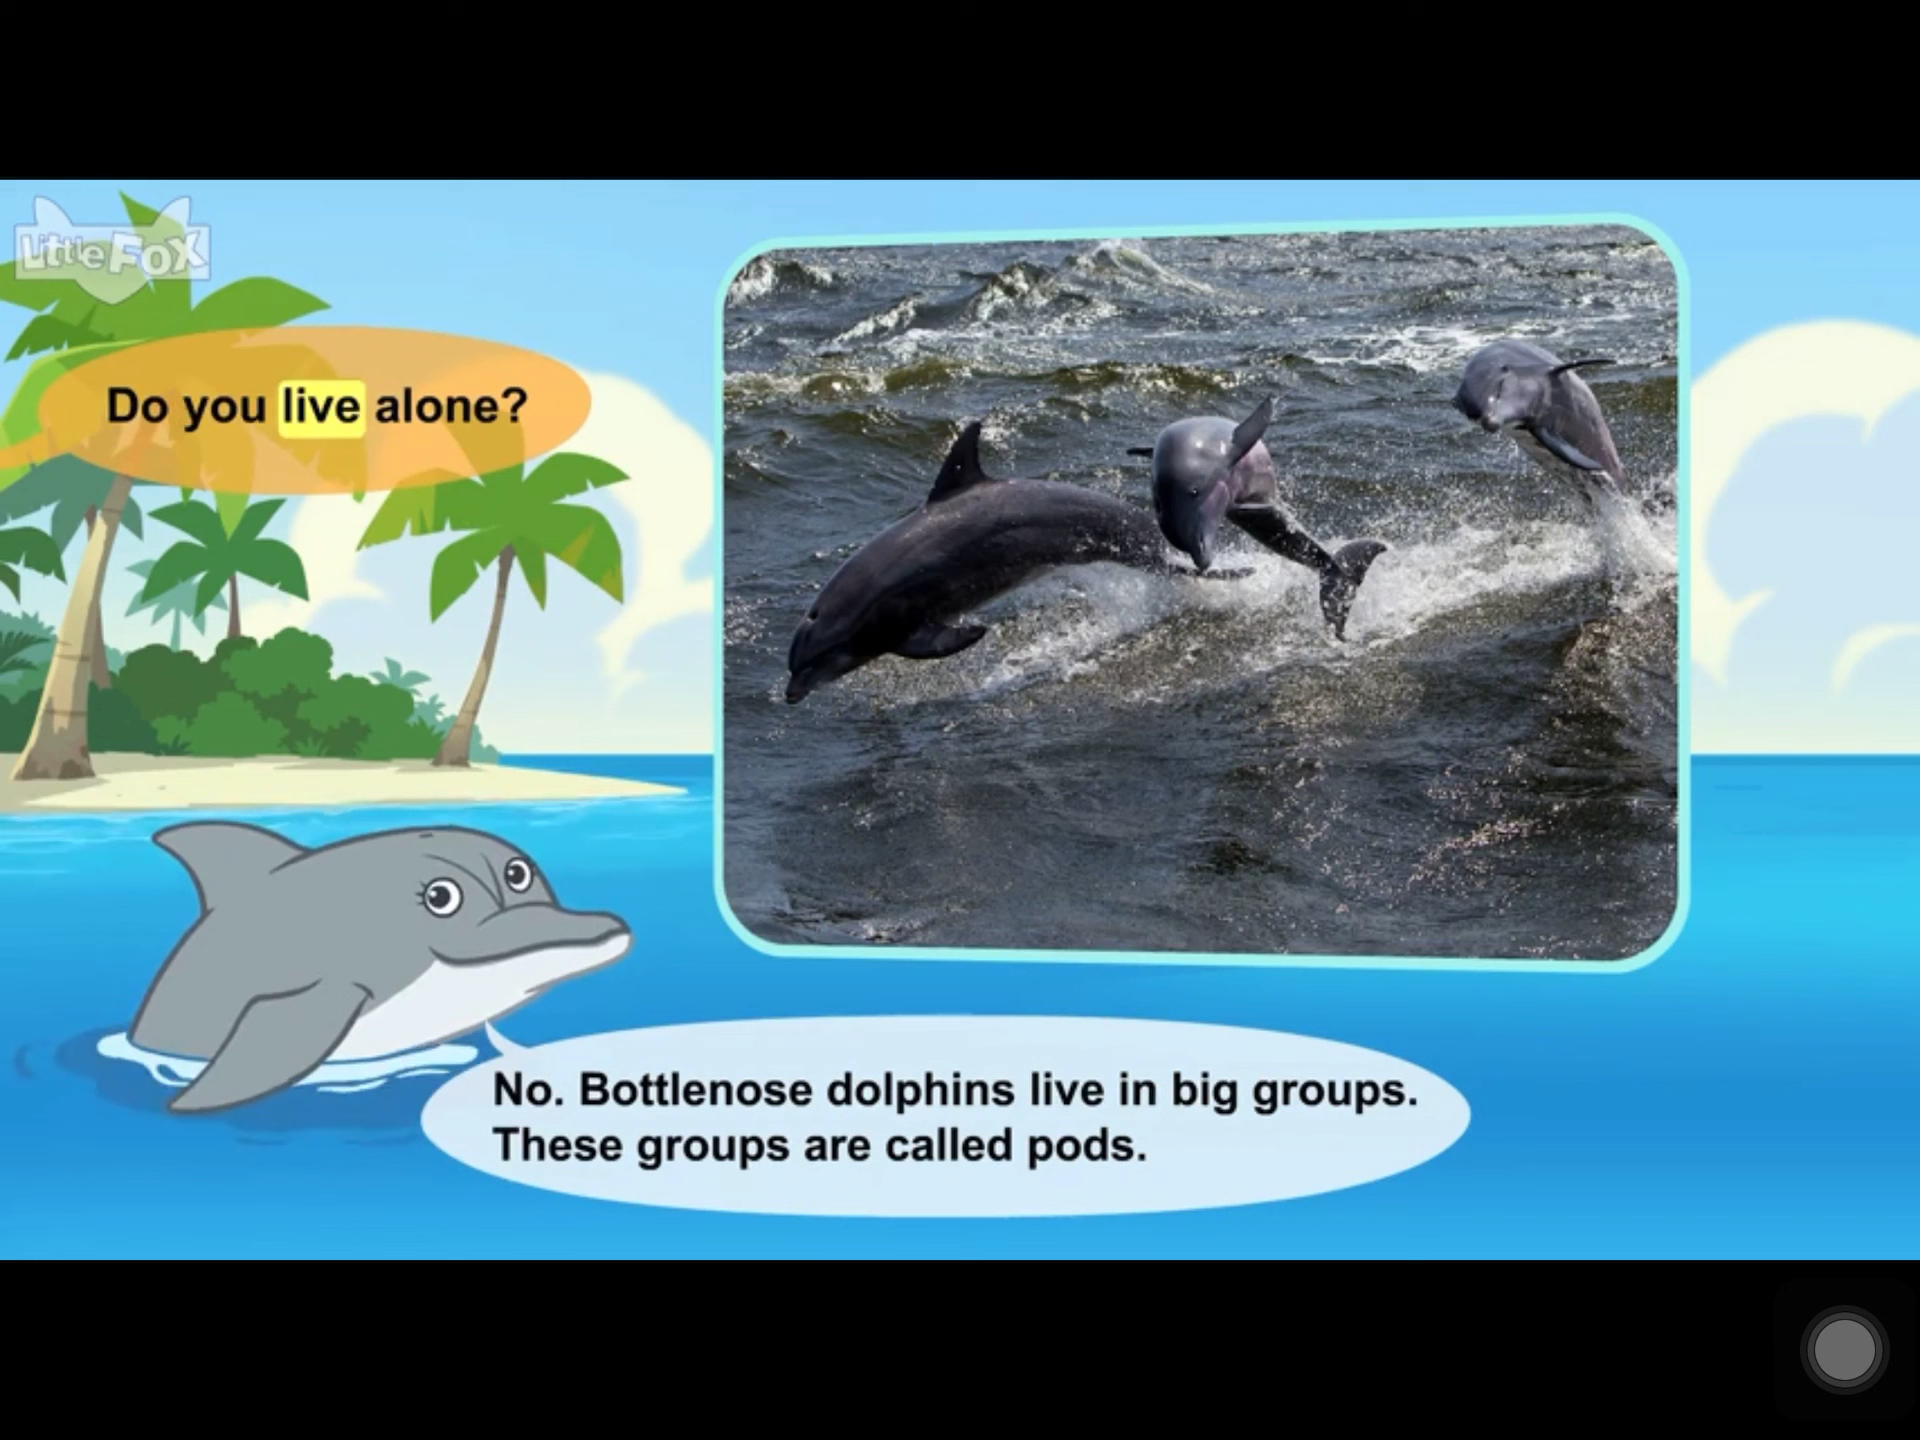 Little Fox
Do you live alone?
No. Bottlenose dolphins live in big groups.
These groups are called pods.